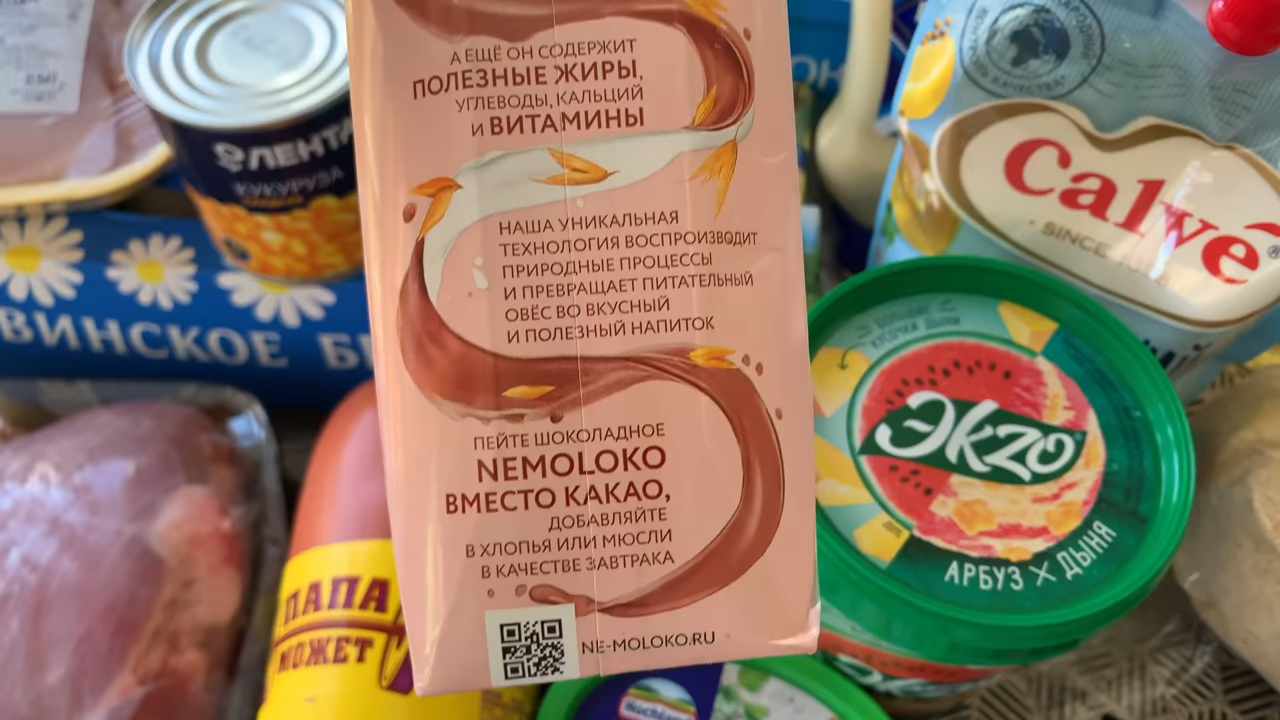 А ЕЩЁ ОН СОДЕРЖИТ
ПОЛЕЗНЫЕ ЖИРЫ,
УГЛЕВОДЫ, КАЛЬЦИЙ
И ВИТАМИНЫ
НАША УНИКАЛЬНАЯ
ТЕХНОЛОГИЯ ВОСПРОИЗВОДИТ
ПРИРОДНЫЕ ПРОЦЕССЫ
И ПРЕВРАЩАЕТ ПИТАТЕЛЬНЫЙ
ОВЁС ВО ВКУСНЫЙ
И ПОЛЕЗНЫЙ НАПИТОК
ПЕЙТЕ ШОКОЛАДНОЕ
NEMOLOKO
ВМЕСТО КАКАО,
ДОБАВЛЯЙТЕ
В ХЛОПЬЯ ИЛИ МЮСЛИ
В КАЧЕСТВЕ ЗАВТРАКА
NE-MOLOKO.RU
ЛЕНТА
КУКУРУЗА
ВИНСКОЕ
ПАПА
МОЖЕТ
Calvé
SINCE
КУСОЧКИ ДЫНИ
ЭКZО
АРБУЗ X ДЫНЯ